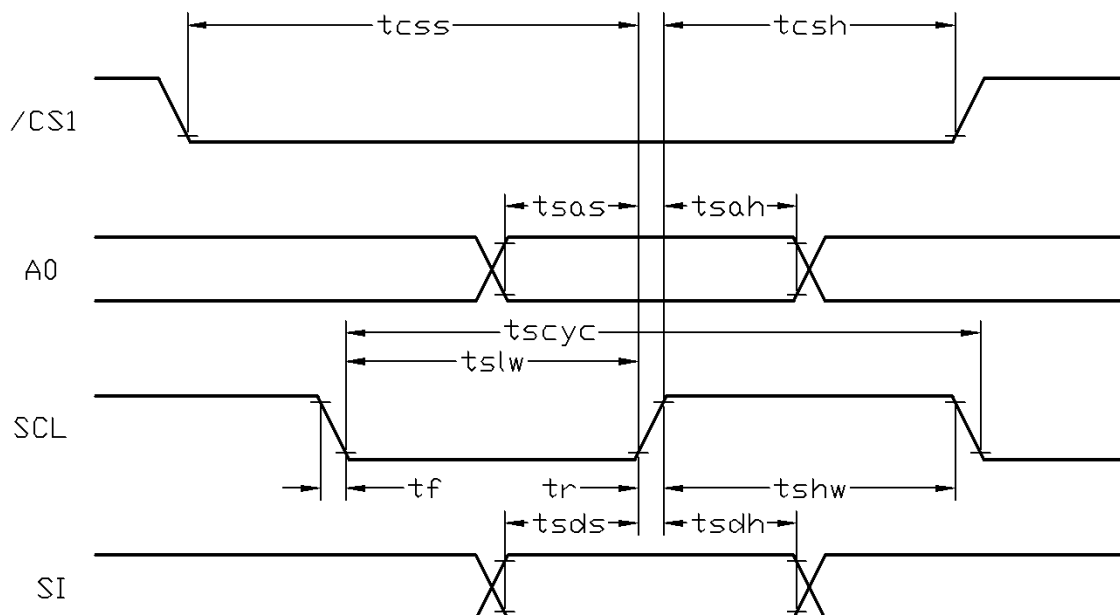 tcss tcsh
/CS1
tsas tsah
A0
tscyc
tslw
SCL
tf tr tshw
tsds tsdh
SI